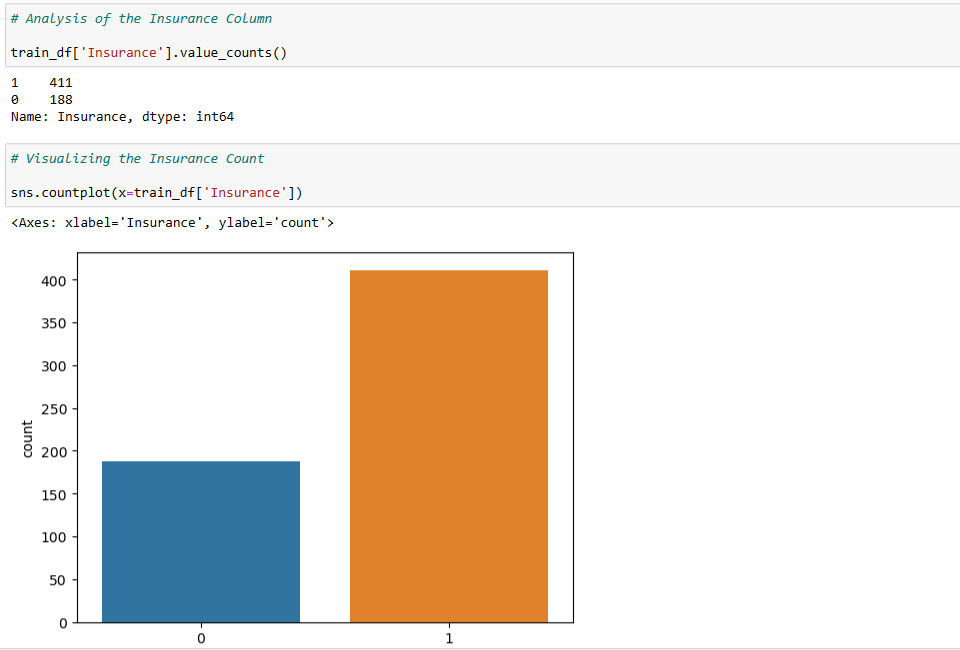 # Analysis of the Insurance Column
train_df['Insurance'].value_counts()
1    411
0    188
Name: Insurance, dtype: int64
# Visualizing the Insurance Count
sns.countplot(x=train_df['Insurance'])
<Axes: xlabel='Insurance', ylabel='count'>
400
350
300
250
200
150
100
50
0
count
0 1